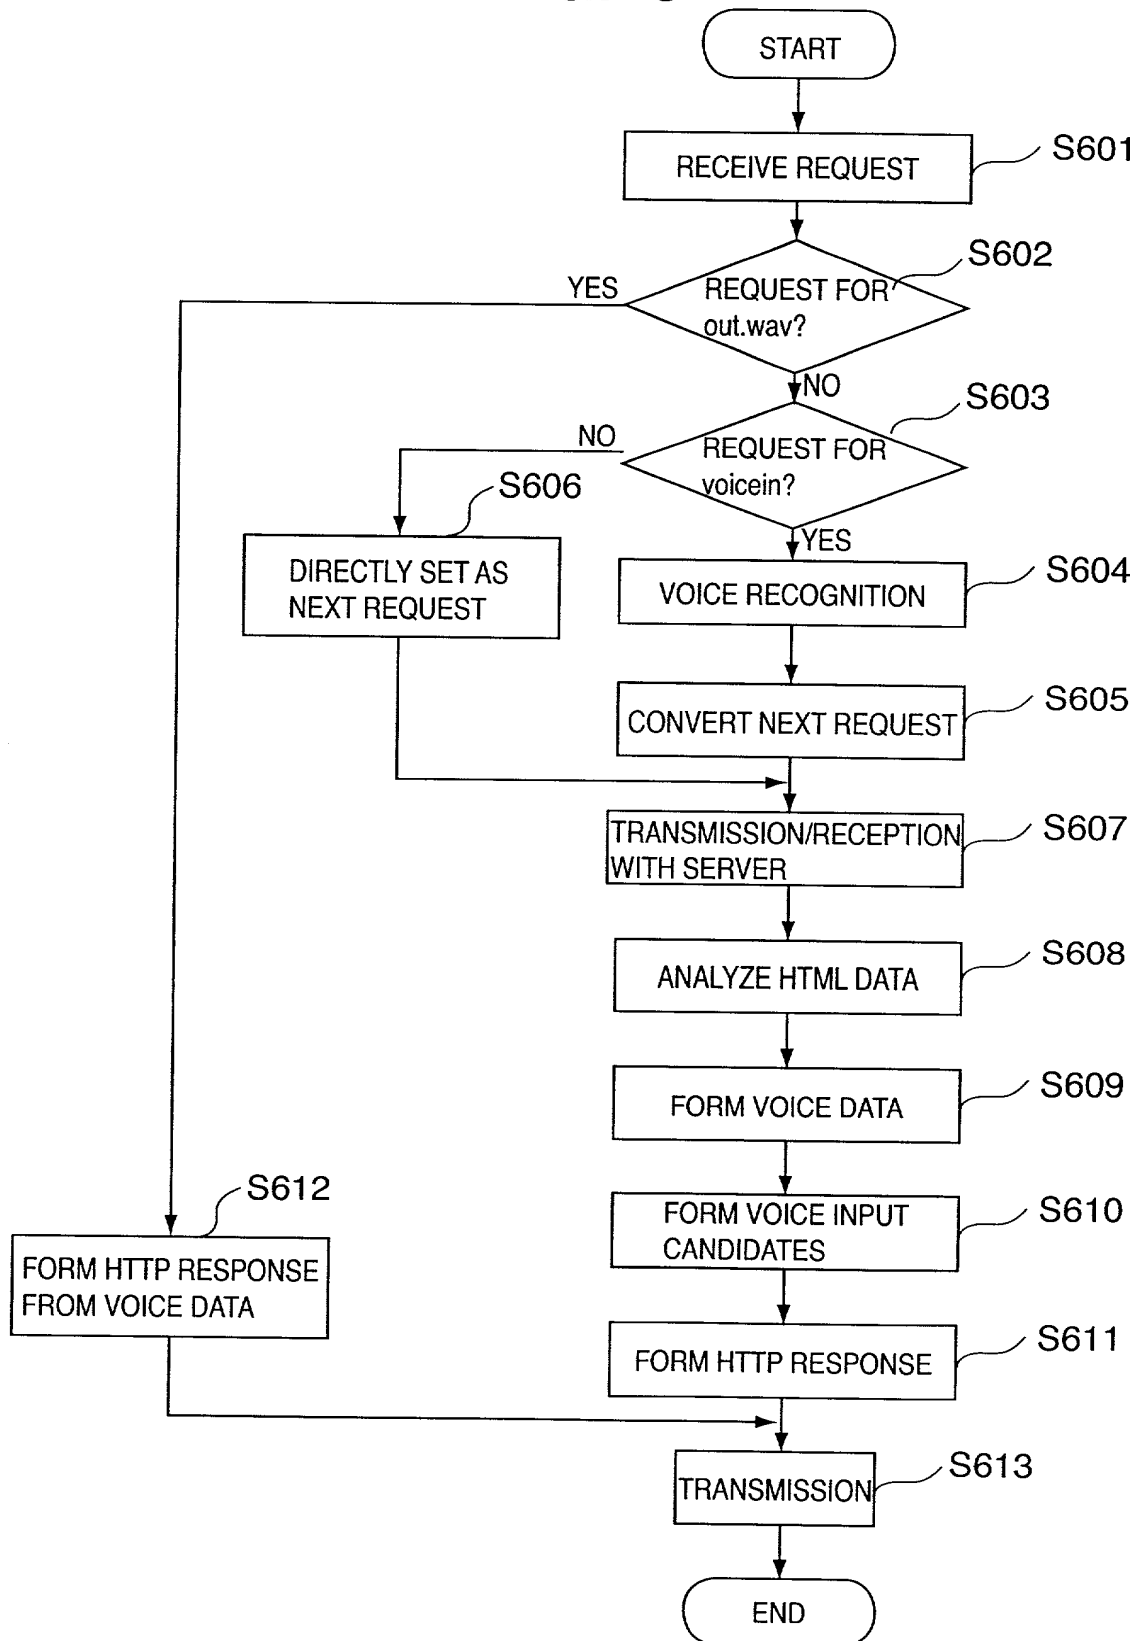 START
RECEIVE REQUEST
S601
REQUEST FOR
out.wav?
S602
YES
NO
REQUEST FOR
voicein?
S603
NO
YES
DIRECTLY SET AS
NEXT REQUEST
S606
VOICE RECOGNITION
S604
CONVERT NEXT REQUEST
S605
TRANSMISSION/RECEPTION
WITH SERVER
S607
ANALYZE HTML DATA
S608
FORM VOICE DATA
S609
FORM VOICE INPUT
CANDIDATES
S610
FORM HTTP RESPONSE
FROM VOICE DATA
S612
FORM HTTP RESPONSE
S611
TRANSMISSION
S613
END